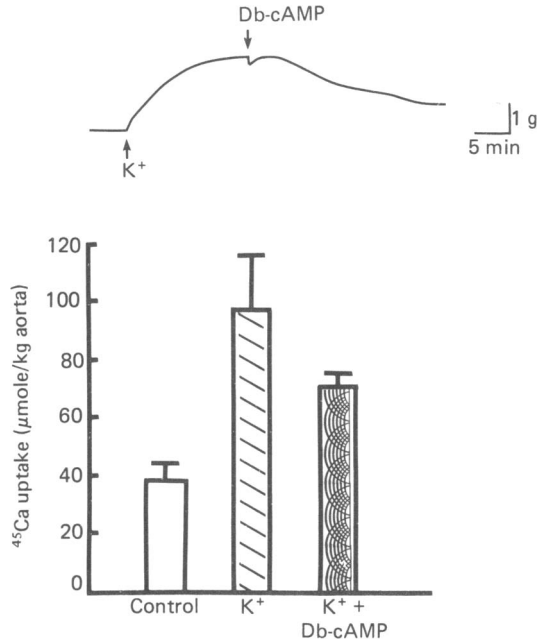 Db-cAMP
K⁺
1 g
5 min
⁴⁵Ca uptake (μmole/kg aorta)
120
100
80
60
40
20
0
Control
K⁺
K⁺ +
Db-cAMP